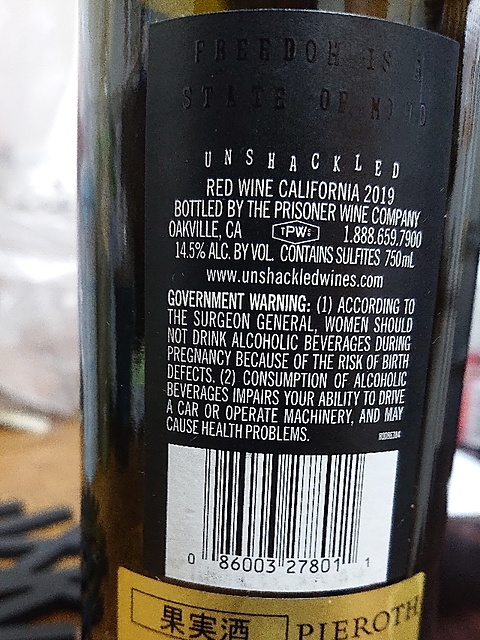 FREEDOM IS A
STATE OF MIND
UNSHACKLED
RED WINE CALIFORNIA 2019
BOTTLED BY THE PRISONER WINE COMPANY
OAKVILLE, CA TPWC 1.888.659.7900
14.5% ALC. BY VOL. CONTAINS SULFITES 750mL
www.unshackledwines.com
GOVERNMENT WARNING: (1) ACCORDING TO
THE SURGEON GENERAL, WOMEN SHOULD
NOT DRINK ALCOHOLIC BEVERAGES DURING
PREGNANCY BECAUSE OF THE RISK OF BIRTH
DEFECTS. (2) CONSUMPTION OF ALCOHOLIC
BEVERAGES IMPAIRS YOUR ABILITY TO DRIVE
A CAR OR OPERATE MACHINERY, AND MAY
CAUSE HEALTH PROBLEMS.
0 86003 27801 1
果実酒 PIEROTH